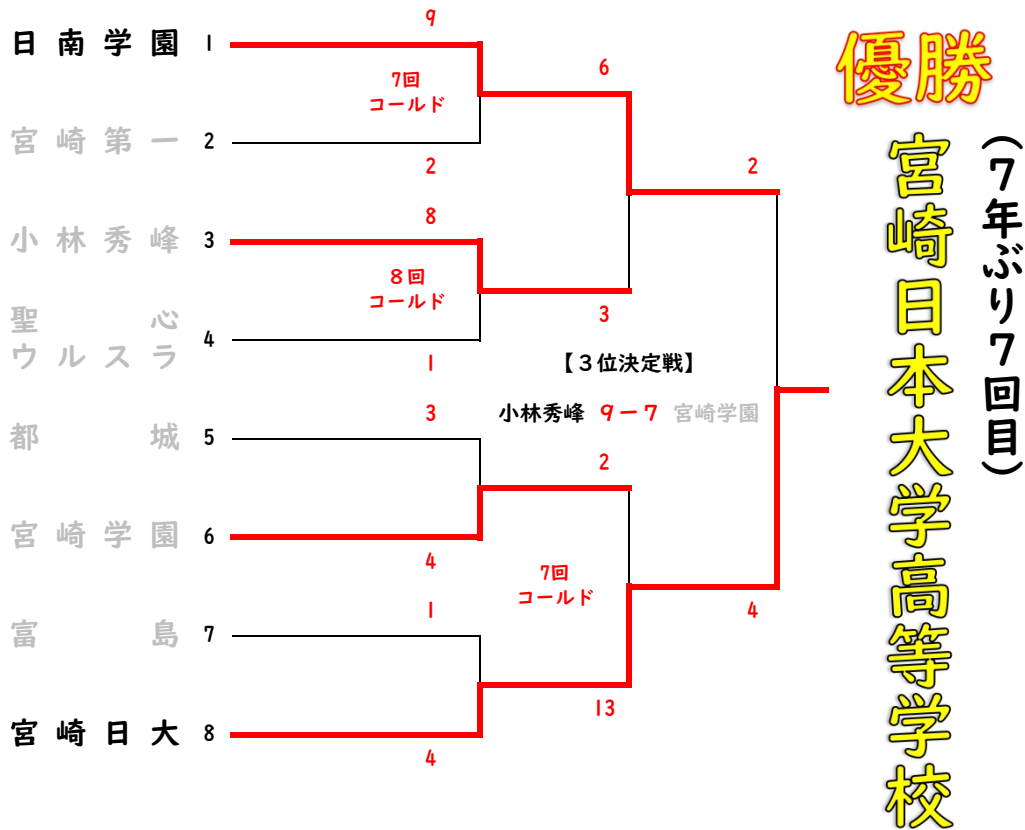 9
日南学園 1
7回
コールド
6
宮崎第一 2
2
2
8
小林秀峰 3
8回
コールド
3
聖心
ウルスラ
4
1
【3位決定戦】
3
小林秀峰 9－7 宮崎学園
都城 5
2
宮崎学園 6
4
7回
コールド
1
4
富島 7
13
宮崎日大 8
4
優勝
宮崎日本大学高等学校
(7年ぶり7回目)